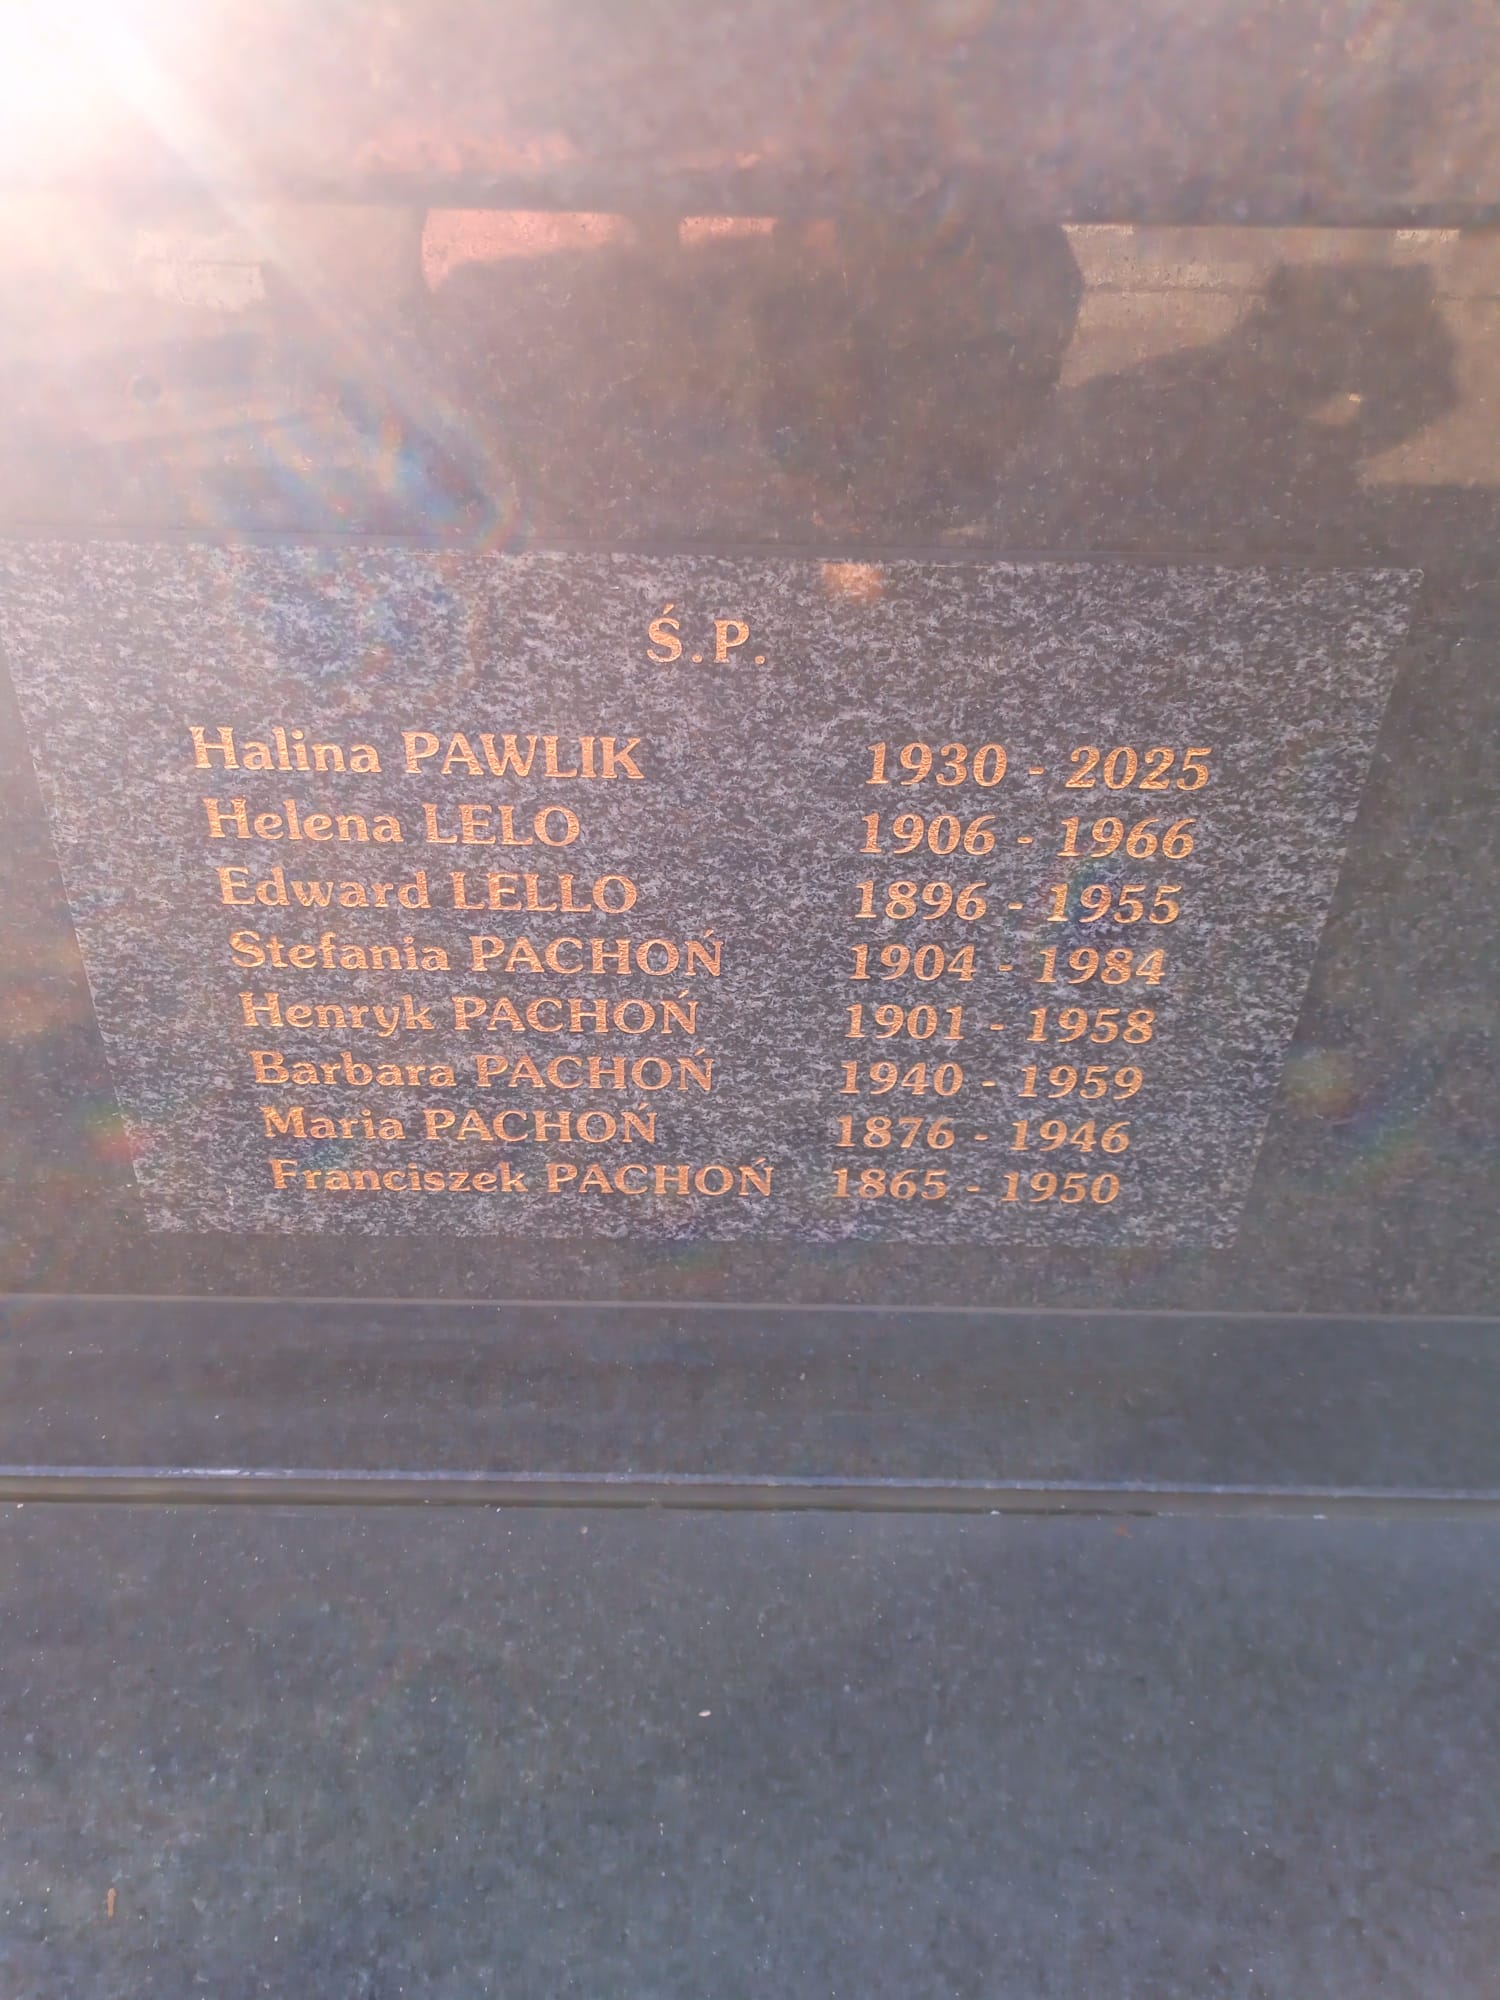 Ś.P.
Halina PAWLIK 1930 - 2025
Helena LELO 1906 - 1966
Edward LELLO 1896 - 1955
Stefania PACHOŃ 1904 - 1984
Henryk PACHOŃ 1901 - 1958
Barbara PACHOŃ 1940 - 1959
Maria PACHOŃ 1876 - 1946
Franciszek PACHOŃ 1865 - 1950